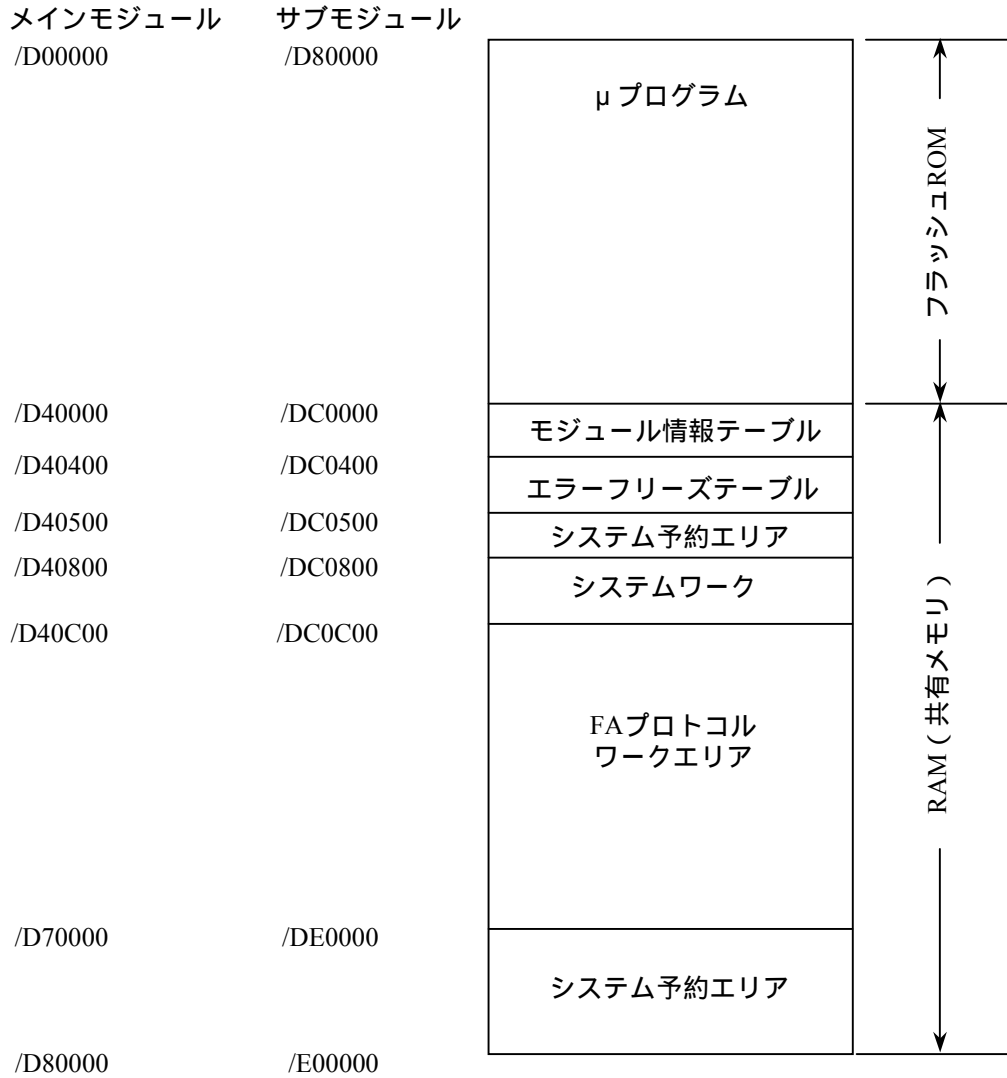 メインモジュール サブモジュール
/D00000 /D80000
μプログラム
フラッシュROM
/D40000 /DC0000
モジュール情報テーブル
/D40400 /DC0400
エラーフリーズテーブル
/D40500 /DC0500
システム予約エリア
/D40800 /DC0800
システムワーク
/D40C00 /DC0C00
FAプロトコル
ワークエリア
RAM(共有メモリ)
/D70000 /DE0000
システム予約エリア
/D80000 /E00000